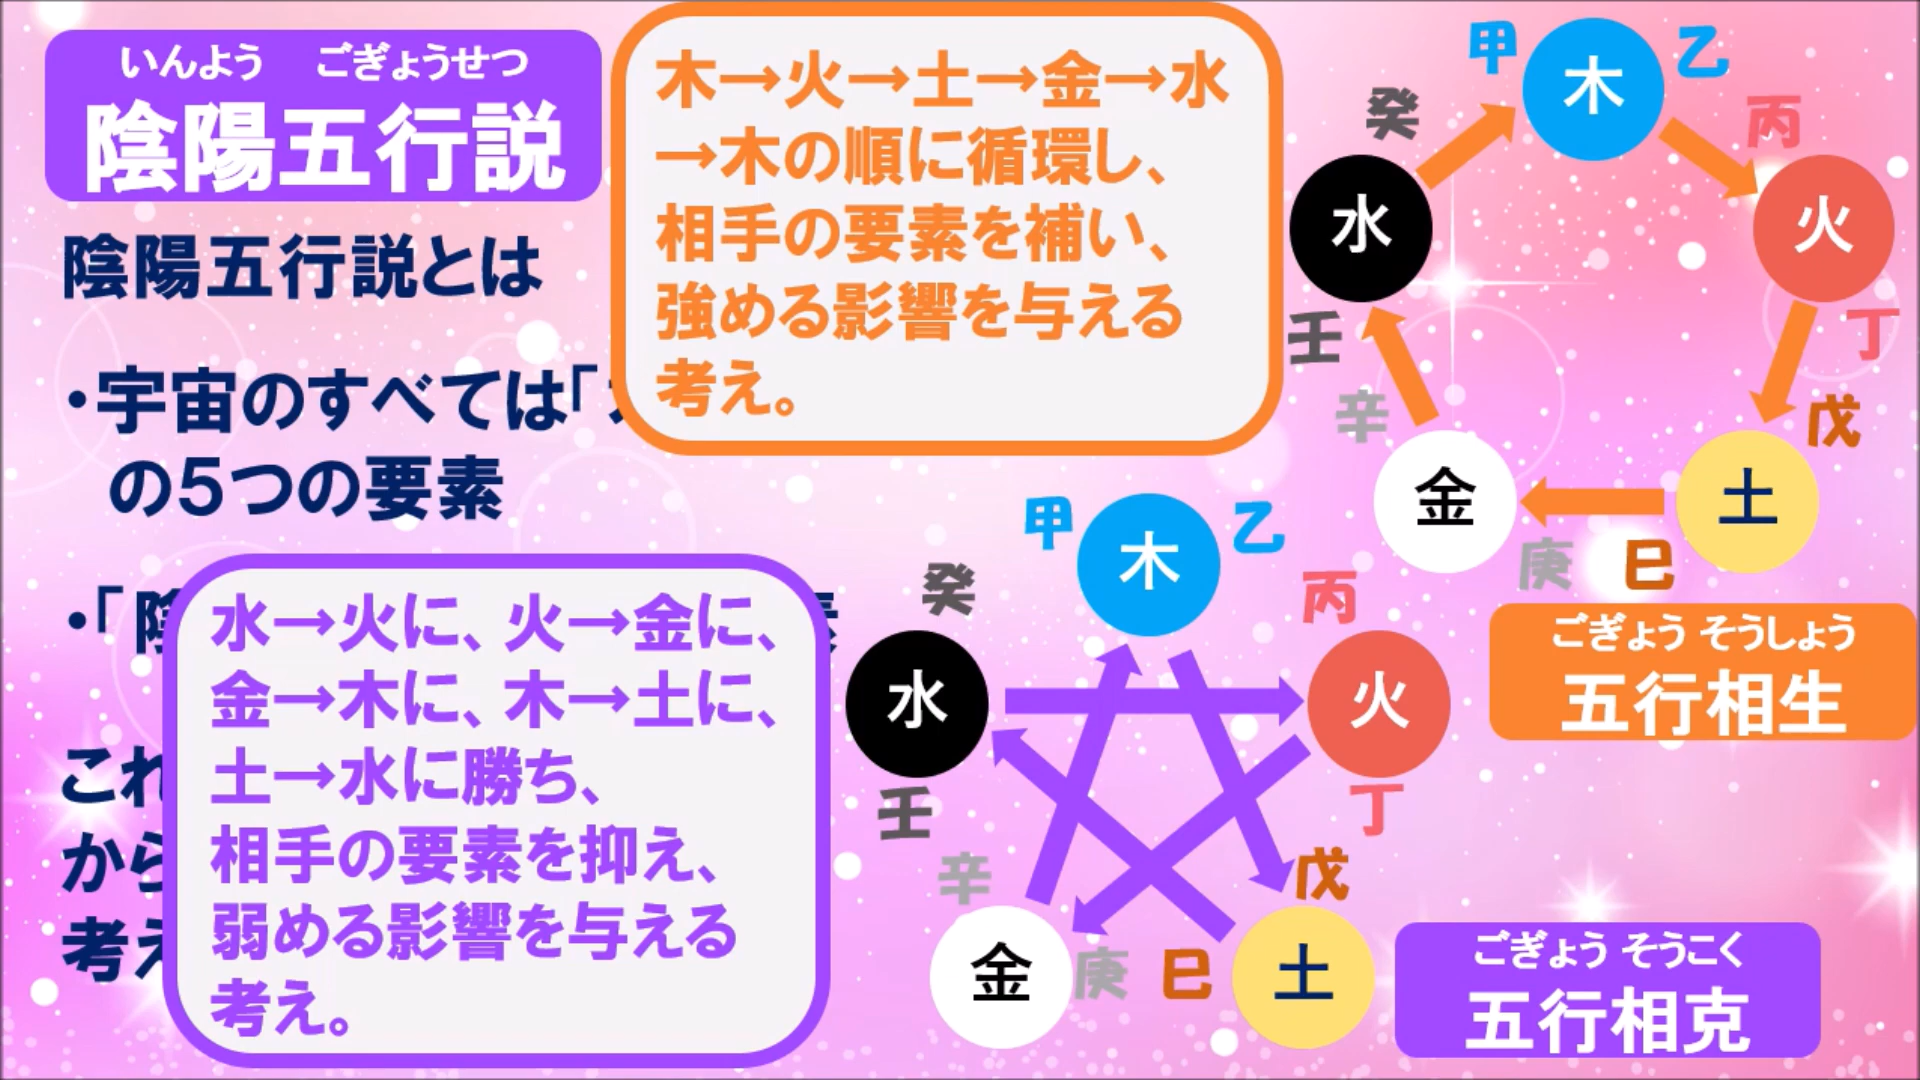 いんよう ごぎょうせつ
陰陽五行説
陰陽五行説とは
・宇宙のすべては「
の5つの要素
・「陰
これ
から
考え
木→火→土→金→水
→木の順に循環し、
相手の要素を補い、
強める影響を与える
考え。
水→火に、火→金に、
金→木に、木→土に、
土→水に勝ち、
相手の要素を抑え、
弱める影響を与える
考え。
甲 木 乙
癸 丙
水 火
壬 丁
辛 戊
金 土
庚 巳
ごぎょう そうしょう
五行相生
甲 木 乙
癸 丙
水 火
壬 丁
辛 戊
金 庚 巳 土
ごぎょう そうこく
五行相克